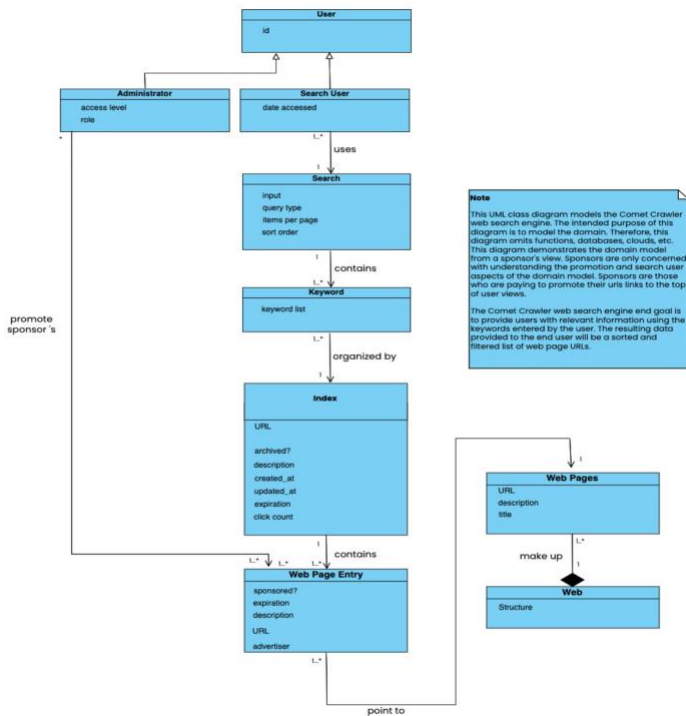 User
id
Administrator
access level
role
Search User
date accessed
*
1..*
uses
1
Search
input
query type
items per page
sort order
1
contains
1..*
Keyword
keyword list
1..*
organized by
1
Index
URL
archived?
description
created_at
updated_at
expiration
click count
1
contains
1..* 1..* 1..*
Web Page Entry
sponsored?
expiration
description
URL
advertiser
1..*
point to
promote
sponsor 's
Note
This UML class diagram models the Comet Crawler
web search engine. The intended purpose of this
diagram is to model the domain. Therefore, this
diagram omits functions, databases, clouds, etc.
This diagram demonstrates the domain model
from a sponsor's view. Sponsors are only concerned
with understanding the promotion and search user
aspects of the domain model. Sponsors are those
who are paying to promote their urls links to the top
of user views.
The Comet Crawler web search engine end goal is
to provide users with relevant information using the
keywords entered by the user. The resulting data
provided to the end user will be a sorted and
filtered list of web page URLs.
1
Web Pages
URL
description
title
1..*
make up
1
Web
Structure